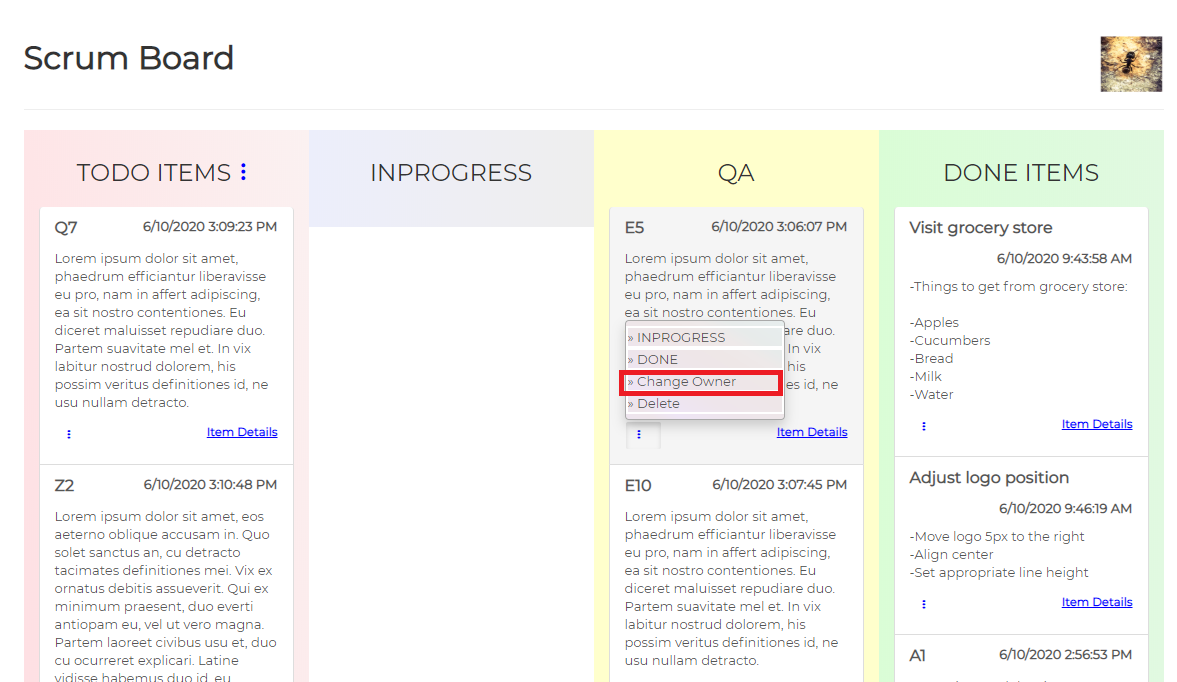 Scrum Board
TODO ITEMS
Q7 6/10/2020 3:09:23 PM
Lorem ipsum dolor sit amet,
phaedrum efficiantur liberavisse
eu pro, nam in affert adipiscing,
ea sit nostro contentiones. Eu
diceret maluisset repudiare duo.
Partem suavitate mel et. In vix
labitur nostrud dolorem, his
possim veritus definitiones id, ne
usu nullam detracto.
Item Details
Z2 6/10/2020 3:10:48 PM
Lorem ipsum dolor sit amet, eos
aeterno oblique accusam in. Quo
solet sanctus an, cu detracto
tacimates definitiones mei. Vix ex
ornatus debitis assueverit. Qui ex
minimum praesent, duo everti
antiopam eu, vel ut vero magna.
Partem laoreet civibus usu et, duo
cu ocurreret explicari. Latine
vidisse habemus duo id, eu
INPROGRESS
QA
E5 6/10/2020 3:06:07 PM
Lorem ipsum dolor sit amet,
phaedrum efficiantur liberavisse
eu pro, nam in affert adipiscing,
ea sit nostro contentiones. Eu
are duo.
» INPROGRESS
In vix
» DONE
his
» Change Owner
es id, ne
» Delete
Item Details
E10 6/10/2020 3:07:45 PM
Lorem ipsum dolor sit amet,
phaedrum efficiantur liberavisse
eu pro, nam in affert adipiscing,
ea sit nostro contentiones. Eu
diceret maluisset repudiare duo.
Partem suavitate mel et. In vix
labitur nostrud dolorem, his
possim veritus definitiones id, ne
usu nullam detracto.
DONE ITEMS
Visit grocery store
6/10/2020 9:43:58 AM
-Things to get from grocery store:
-Apples
-Cucumbers
-Bread
-Milk
-Water
Item Details
Adjust logo position
6/10/2020 9:46:19 AM
-Move logo 5px to the right
-Align center
-Set appropriate line height
Item Details
A1 6/10/2020 2:56:53 PM